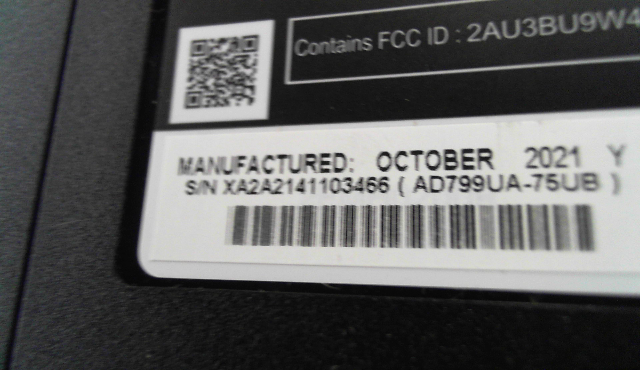 Contains FCC ID : 2AU3BU9W4
MANUFACTURED: OCTOBER 2021 Y
S/N XA2A2141103466 ( AD799UA-75UB )